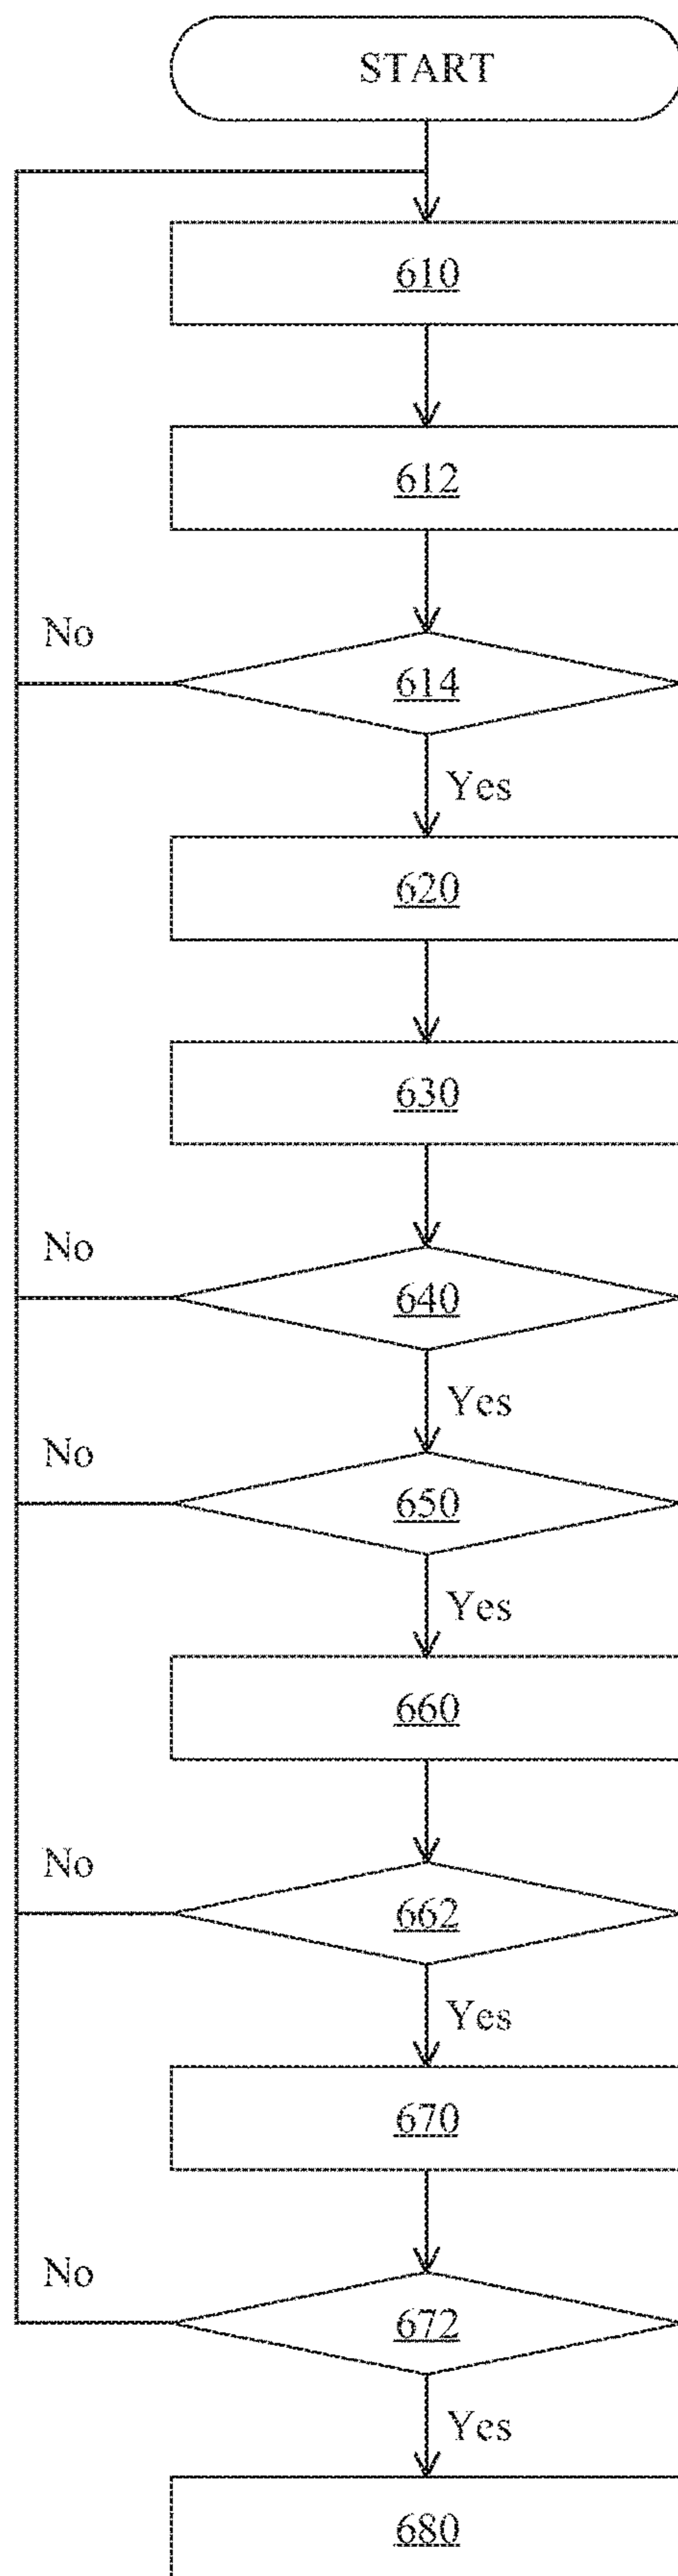 START
610
612
No
614
Yes
620
630
No
640
Yes
No
650
Yes
660
No
662
Yes
670
No
672
Yes
680